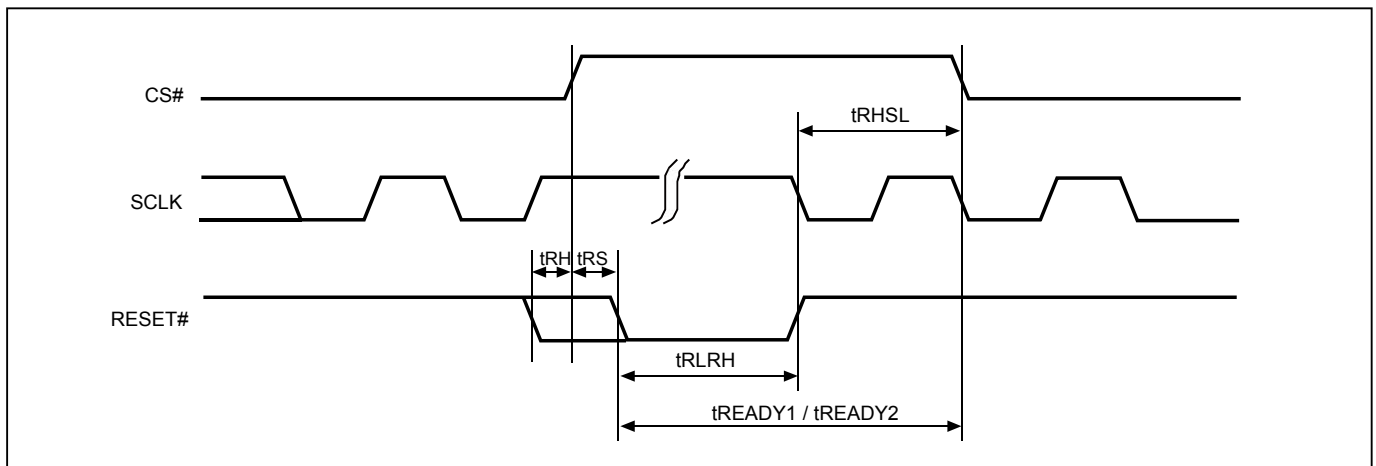 CS#
tRHSL
SCLK
tRH tRS
RESET#
tRLRH
tREADY1 / tREADY2